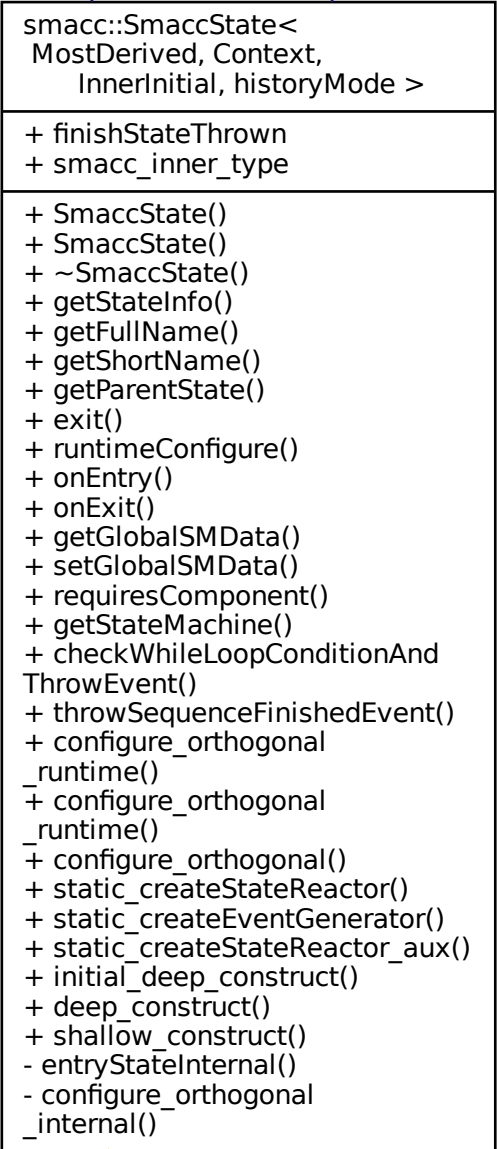 smacc::SmaccState<
MostDerived, Context,
InnerInitial, historyMode >
+ finishStateThrown
+ smacc_inner_type
+ SmaccState()
+ SmaccState()
+ ~SmaccState()
+ getStateInfo()
+ getFullName()
+ getShortName()
+ getParentState()
+ exit()
+ runtimeConfigure()
+ onEntry()
+ onExit()
+ getGlobalSMData()
+ setGlobalSMData()
+ requiresComponent()
+ getStateMachine()
+ checkWhileLoopConditionAnd
ThrowEvent()
+ throwSequenceFinishedEvent()
+ configure_orthogonal
_runtime()
+ configure_orthogonal
_runtime()
+ configure_orthogonal()
+ static_createStateReactor()
+ static_createEventGenerator()
+ static_createStateReactor_aux()
+ initial_deep_construct()
+ deep_construct()
+ shallow_construct()
- entryStateInternal()
- configure_orthogonal
_internal()